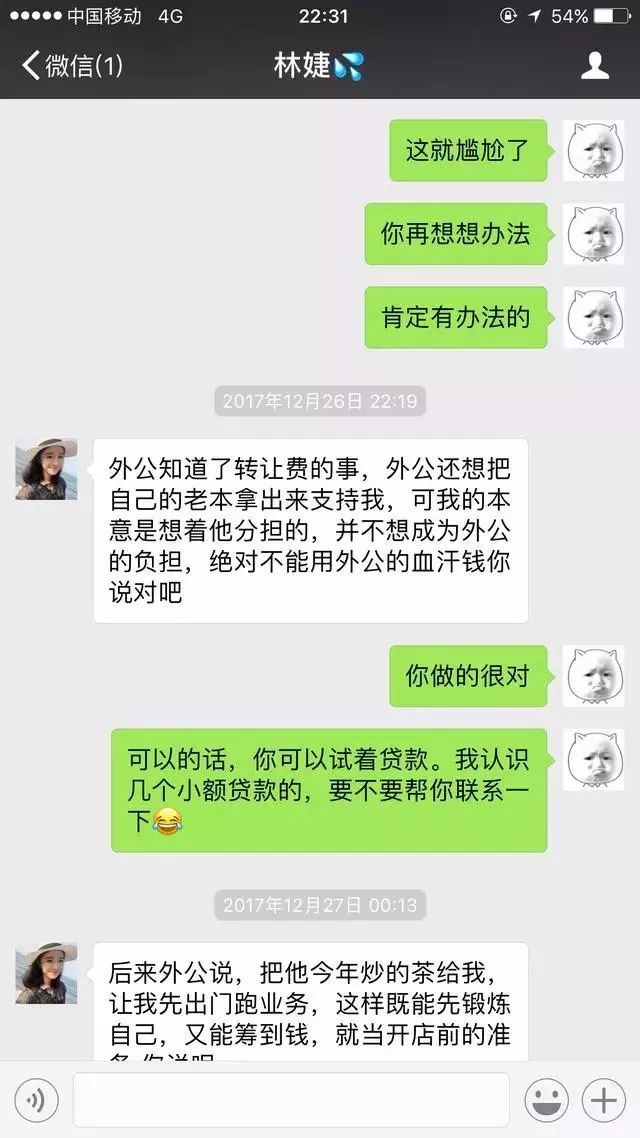 中国移动 4G 22:31 54%
微信(1) 林婕💦
这就尴尬了
你再想想办法
肯定有办法的
2017年12月26日 22:19
外公知道了转让费的事，外公还想把
自己的老本拿出来支持我，可我的本
意是想着他分担的，并不想成为外公
的负担，绝对不能用外公的血汗钱你
说对吧
你做的很对
可以的话，你可以试着贷款。我认识
几个小额贷款的，要不要帮你联系一
下😂
2017年12月27日 00:13
后来外公说，把他今年炒的茶给我，
让我先出门跑业务，这样既能先锻炼
自己，又能筹到钱，就当开店前的准